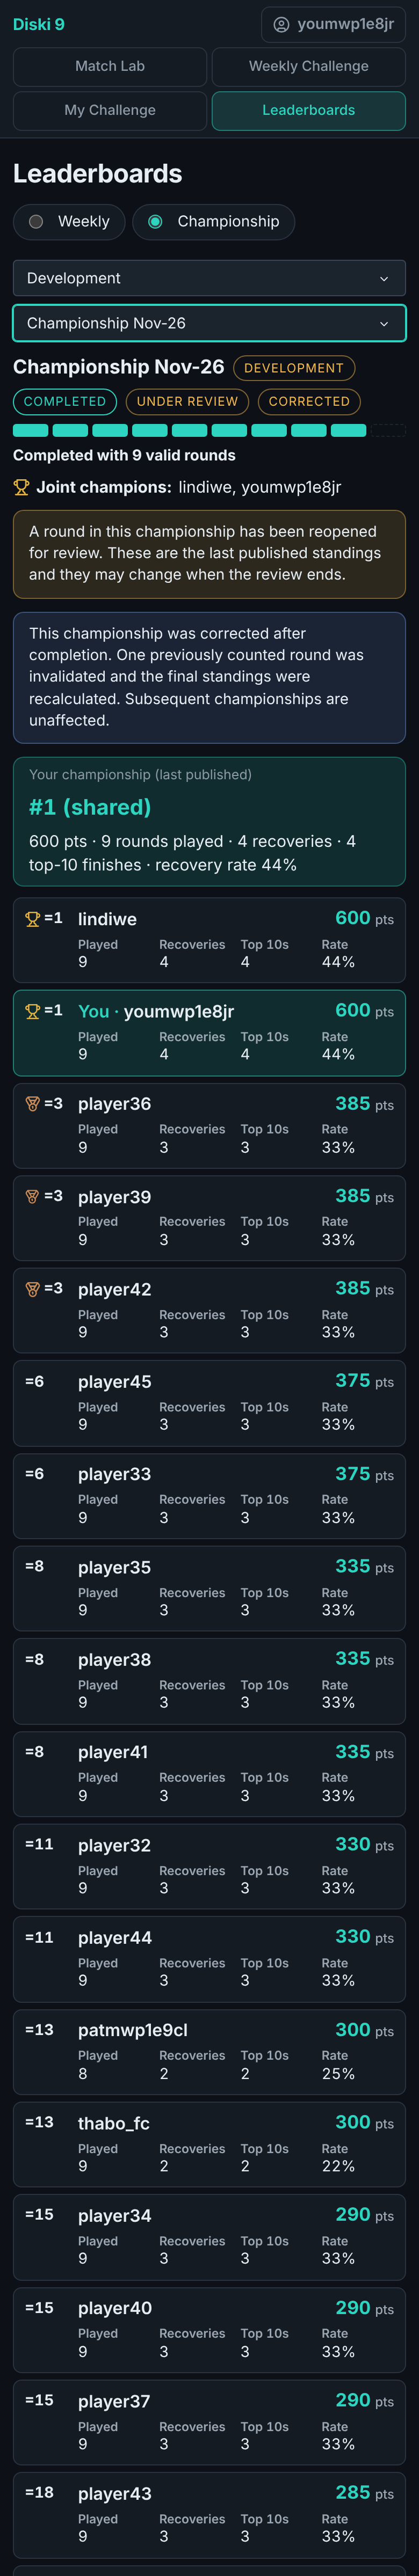 Diski 9
youmwp1e8jr
Match Lab
Weekly Challenge
My Challenge
Leaderboards
Leaderboards
Weekly
Championship
Development
Championship Nov-26
Championship Nov-26 DEVELOPMENT
COMPLETED UNDER REVIEW CORRECTED
Completed with 9 valid rounds
Joint champions: lindiwe, youmwp1e8jr
A round in this championship has been reopened
for review. These are the last published standings
and they may change when the review ends.
This championship was corrected after
completion. One previously counted round was
invalidated and the final standings were
recalculated. Subsequent championships are
unaffected.
Your championship (last published)
#1 (shared)
600 pts · 9 rounds played · 4 recoveries · 4
top-10 finishes · recovery rate 44%
=1 lindiwe 600 pts
Played Recoveries Top 10s Rate
9 4 4 44%
=1 You · youmwp1e8jr 600 pts
Played Recoveries Top 10s Rate
9 4 4 44%
=3 player36 385 pts
Played Recoveries Top 10s Rate
9 3 3 33%
=3 player39 385 pts
Played Recoveries Top 10s Rate
9 3 3 33%
=3 player42 385 pts
Played Recoveries Top 10s Rate
9 3 3 33%
=6 player45 375 pts
Played Recoveries Top 10s Rate
9 3 3 33%
=6 player33 375 pts
Played Recoveries Top 10s Rate
9 3 3 33%
=8 player35 335 pts
Played Recoveries Top 10s Rate
9 3 3 33%
=8 player38 335 pts
Played Recoveries Top 10s Rate
9 3 3 33%
=8 player41 335 pts
Played Recoveries Top 10s Rate
9 3 3 33%
=11 player32 330 pts
Played Recoveries Top 10s Rate
9 3 3 33%
=11 player44 330 pts
Played Recoveries Top 10s Rate
9 3 3 33%
=13 patmwp1e9cl 300 pts
Played Recoveries Top 10s Rate
8 2 2 25%
=13 thabo_fc 300 pts
Played Recoveries Top 10s Rate
9 2 2 22%
=15 player34 290 pts
Played Recoveries Top 10s Rate
9 3 3 33%
=15 player40 290 pts
Played Recoveries Top 10s Rate
9 3 3 33%
=15 player37 290 pts
Played Recoveries Top 10s Rate
9 3 3 33%
=18 player43 285 pts
Played Recoveries Top 10s Rate
9 3 3 33%